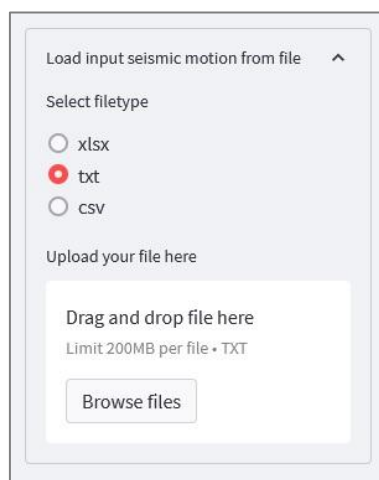 Load input seismic motion from file
Select filetype
xlsx
txt
csv
Upload your file here
Drag and drop file here
Limit 200MB per file • TXT
Browse files